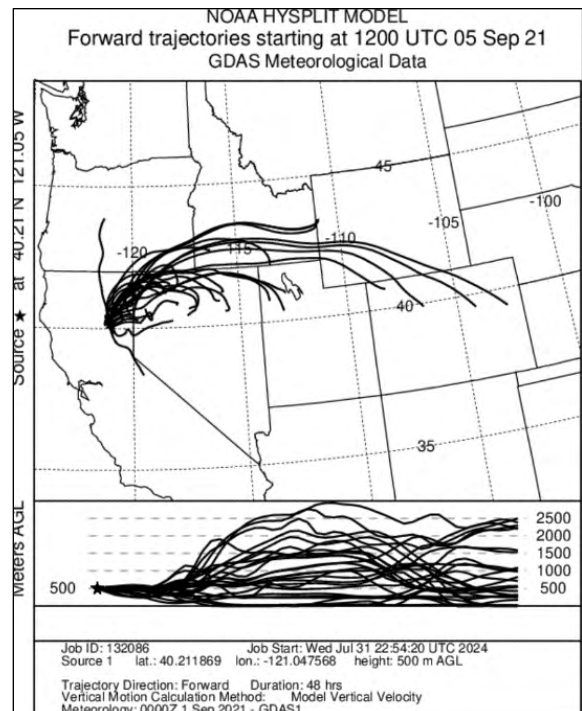 NOAA HYSPLIT MODEL
Forward trajectories starting at 1200 UTC 05 Sep 21
GDAS Meteorological Data
Source ★ at 40.21 N 121.05 W
45
-100
-105
-110
-115
-120
40
35
Meters AGL
2500
2000
1500
1000
500
500
Job ID: 132086 Job Start: Wed Jul 31 22:54:20 UTC 2024
Source 1 lat.: 40.211869 lon.: -121.047568 height: 500 m AGL
Trajectory Direction: Forward Duration: 48 hrs
Vertical Motion Calculation Method: Model Vertical Velocity
Meteorology: 0000Z 1 Sep 2021 - GDAS1